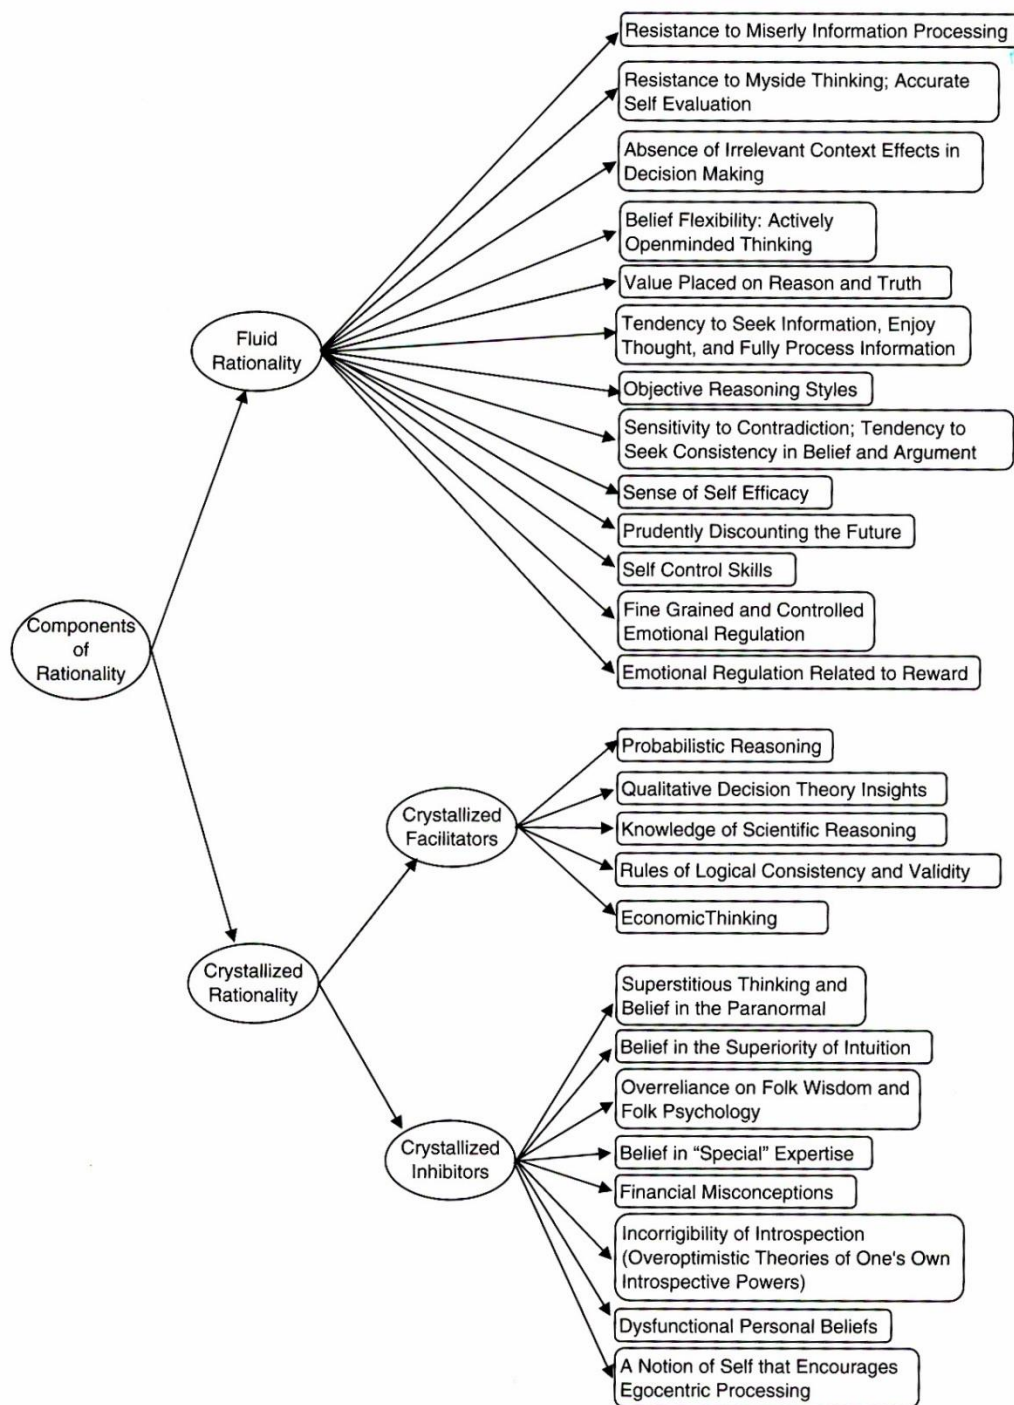 Resistance to Miserly Information Processing
Resistance to Myside Thinking; Accurate
Self Evaluation
Absence of Irrelevant Context Effects in
Decision Making
Belief Flexibility: Actively
Openminded Thinking
Value Placed on Reason and Truth
Fluid
Rationality
Tendency to Seek Information, Enjoy
Thought, and Fully Process Information
Objective Reasoning Styles
Sensitivity to Contradiction; Tendency to
Seek Consistency in Belief and Argument
Sense of Self Efficacy
Prudently Discounting the Future
Self Control Skills
Components
of
Rationality
Fine Grained and Controlled
Emotional Regulation
Emotional Regulation Related to Reward
Probabilistic Reasoning
Qualitative Decision Theory Insights
Crystallized
Facilitators
Knowledge of Scientific Reasoning
Rules of Logical Consistency and Validity
EconomicThinking
Crystallized
Rationality
Superstitious Thinking and
Belief in the Paranormal
Belief in the Superiority of Intuition
Overreliance on Folk Wisdom and
Folk Psychology
Crystallized
Inhibitors
Belief in “Special” Expertise
Financial Misconceptions
Incorrigibility of Introspection
(Overoptimistic Theories of One's Own
Introspective Powers)
Dysfunctional Personal Beliefs
A Notion of Self that Encourages
Egocentric Processing